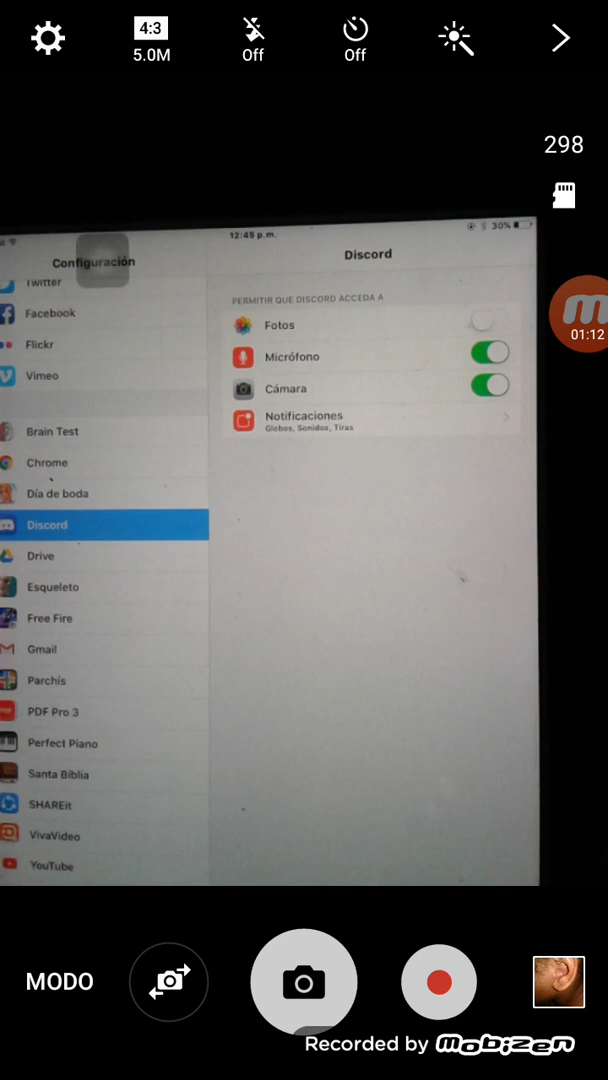 4:3
5.0M
Off
Off
298
12:45 p.m.
30%
Configuración
Discord
Twitter
Facebook
Flickr
Vimeo
Brain Test
Chrome
Día de boda
Discord
Drive
Esqueleto
Free Fire
Gmail
Parchís
PDF Pro 3
Perfect Piano
Santa Biblia
SHAREit
VivaVideo
YouTube
PERMITIR QUE DISCORD ACCEDA A
Fotos
Micrófono
Cámara
Notificaciones
Globos, Sonidos, Tiras
01:12
MODO
Recorded by mobizen